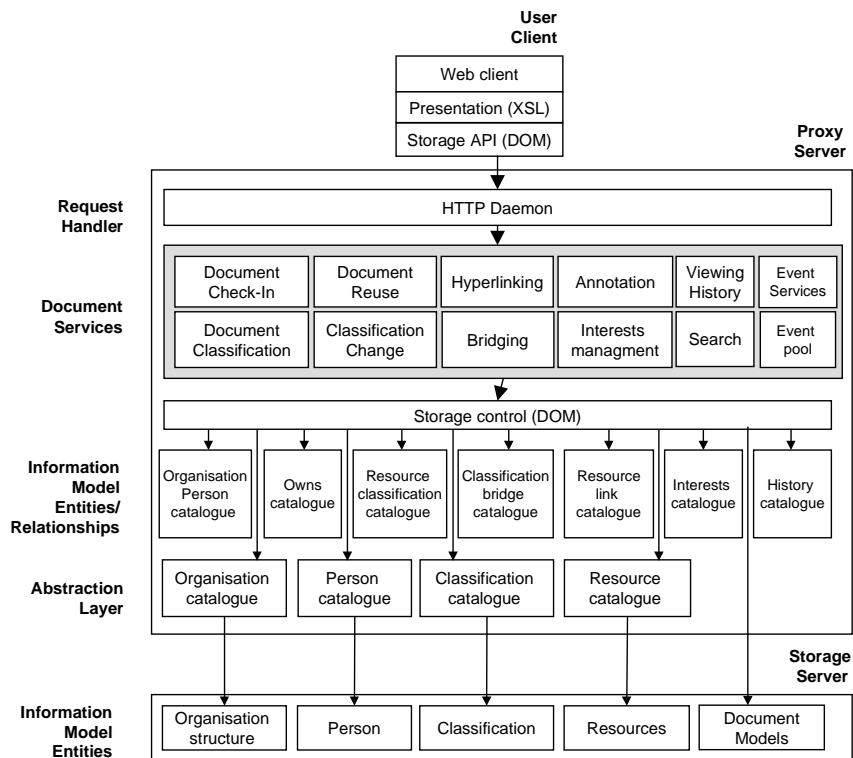 User
Client
Web client
Presentation (XSL)
Storage API (DOM)
Proxy
Server
Request
Handler
HTTP Daemon
Document
Services
Document
Check-In
Document
Reuse
Hyperlinking
Annotation
Viewing
History
Event
Services
Document
Classification
Classification
Change
Bridging
Interests
managment
Search
Event
pool
Storage control (DOM)
Information
Model
Entities/
Relationships
Organisation
Person
catalogue
Owns
catalogue
Resource
classification
catalogue
Classification
bridge
catalogue
Resource
link
catalogue
Interests
catalogue
History
catalogue
Abstraction
Layer
Organisation
catalogue
Person
catalogue
Classification
catalogue
Resource
catalogue
Storage
Server
Information
Model
Entities
Organisation
structure
Person
Classification
Resources
Document
Models